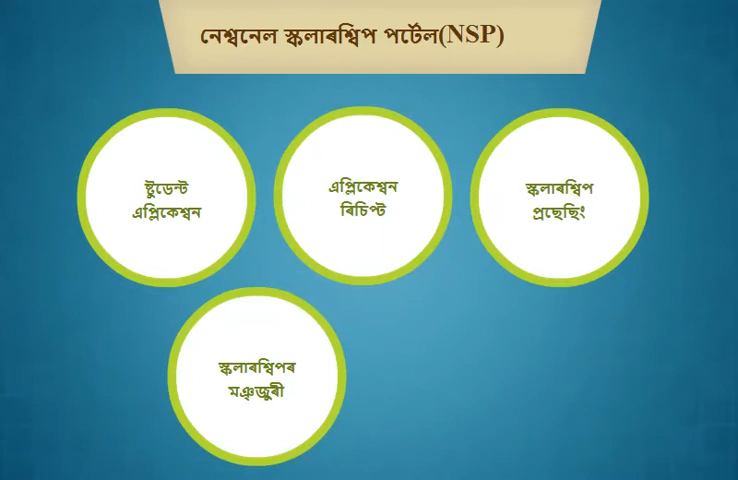 নেশ্বনেল স্কলাৰশ্বিপ পৰ্টেল(NSP)
ষ্টুডেন্ট
এপ্লিকেশ্বন
এপ্লিকেশ্বন
ৰিচিপ্ট
স্কলাৰশ্বিপ
প্ৰছেছিং
স্কলাৰশ্বিপৰ
মঞ্জুৰী